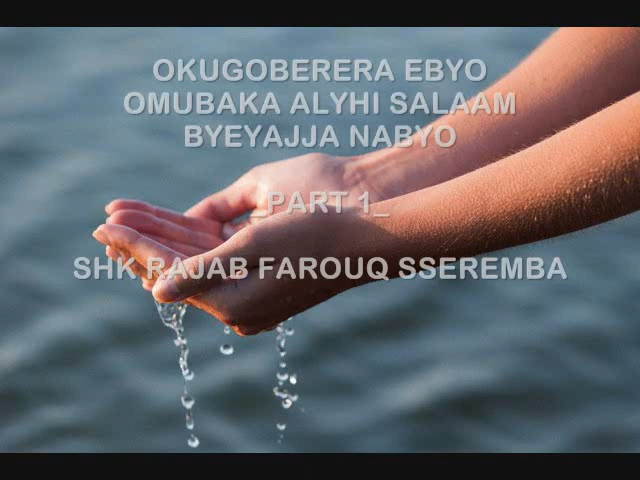 OKUGOBERERA EBYO
OMUBAKA ALYHI SALAAM
BYEYAJJA NABYO
_PART 1_
SHK RAJAB FAROUQ SSEREMBA